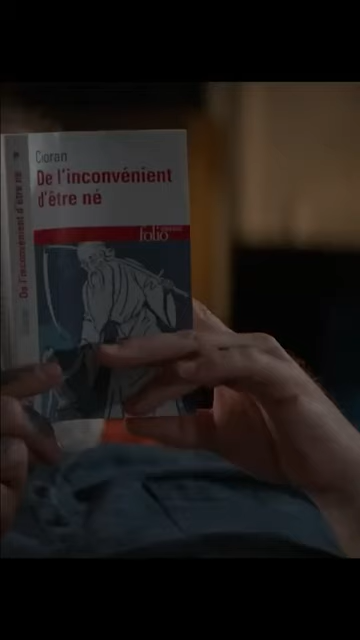 Cioran
De l'inconvénient
d'être né
folio
De l'inconvénient d'être né